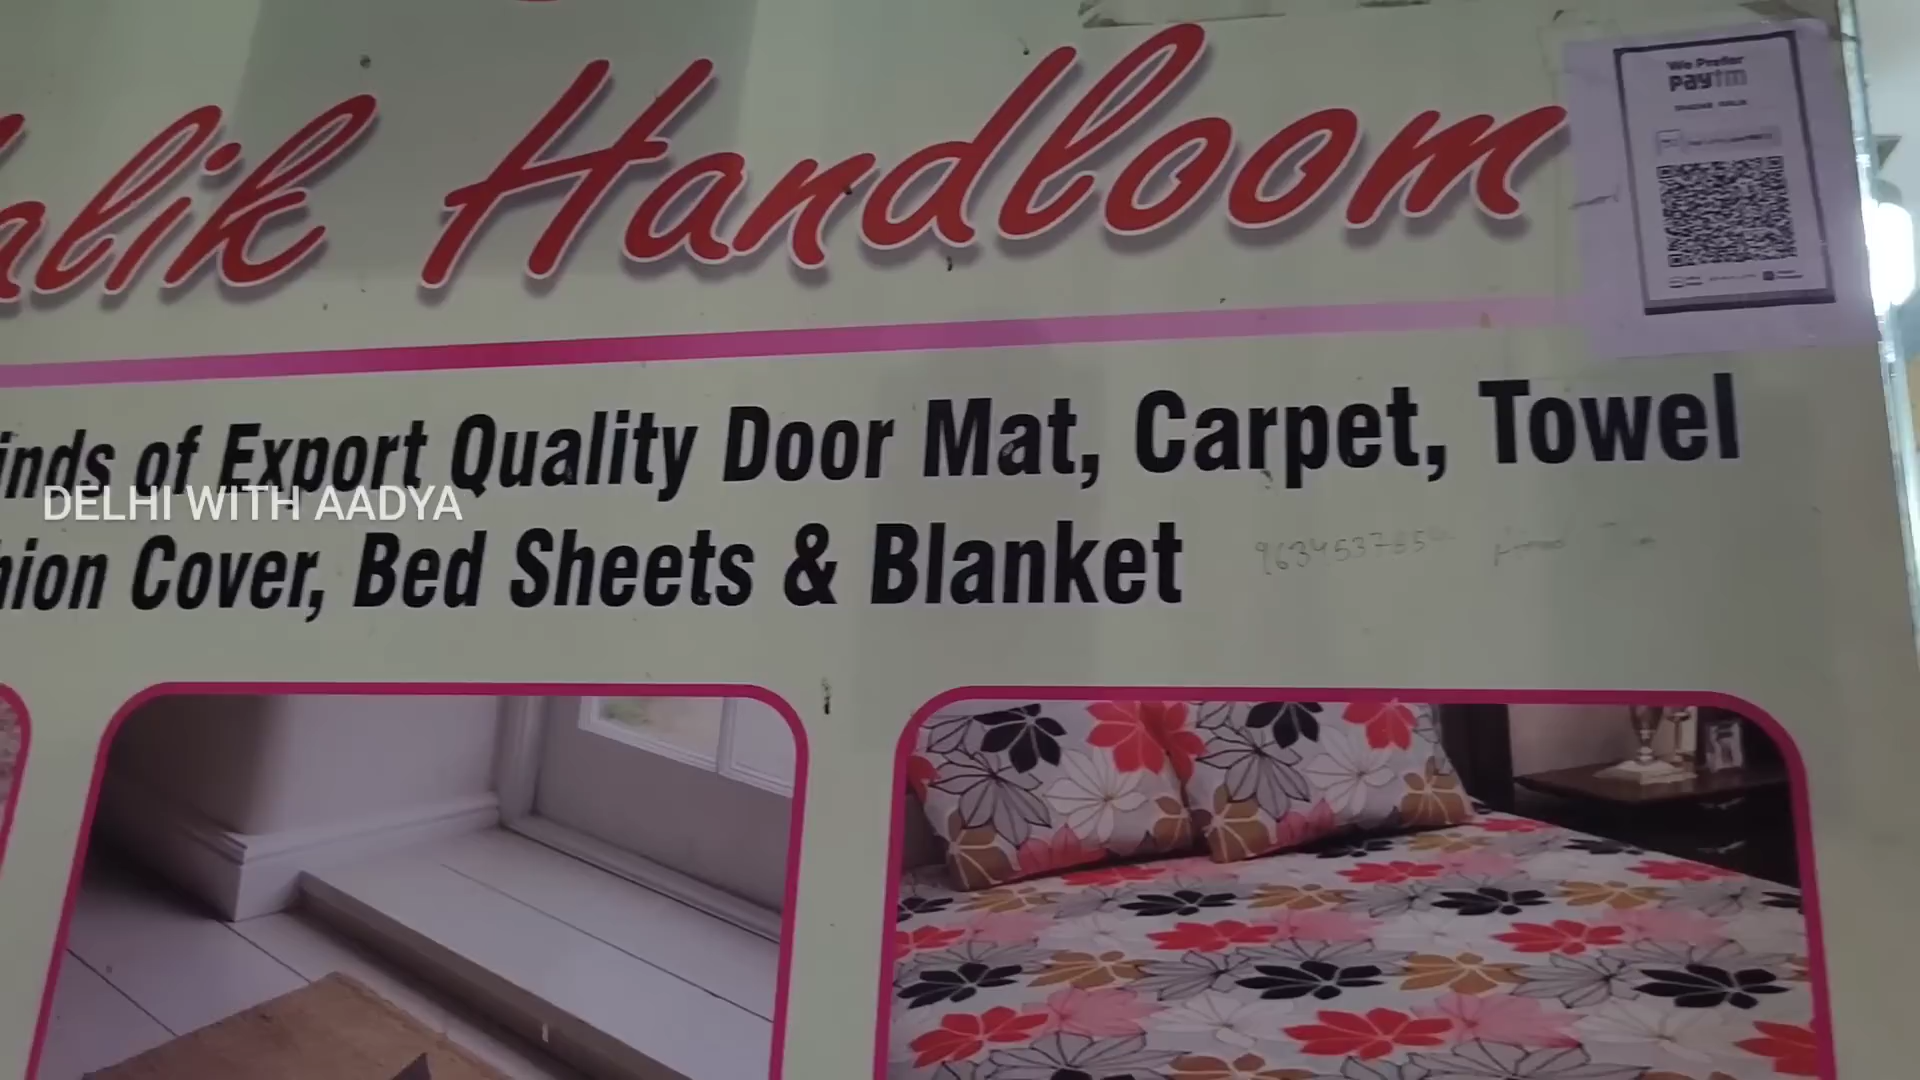 alik Handloom
We Prefer
paytm
inds of Export Quality Door Mat, Carpet, Towel
DELHI WITH AADYA
hion Cover, Bed Sheets & Blanket